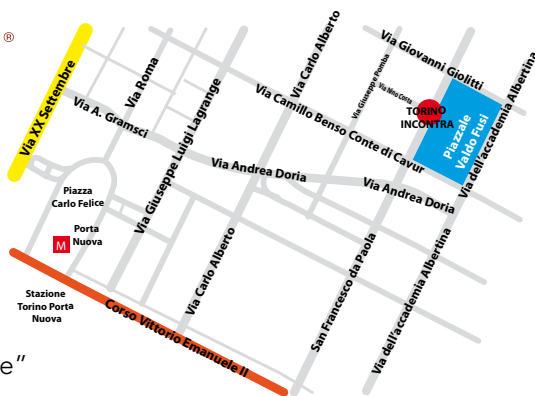 ®
Via XX Settembre
Via A. Gramsci
Via Roma
Via Giuseppe Luigi Lagrange
Via Carlo Alberto
Via Giuseppe Pomba
Via Nino Costa
Via Giovanni Giolitti
Via Camillo Benso Conte di Cavur
TORINO
INCONTRA
Piazzale
Valdo Fusi
Via dell'accademia Albertina
Via Andrea Doria
Via Andrea Doria
Piazza
Carlo Felice
Porta
Nuova
M
Stazione
Torino Porta
Nuova
Via Carlo Alberto
San Francesco da Paola
Via dell'accademia Albertina
Corso Vittorio Emanuele II
e"